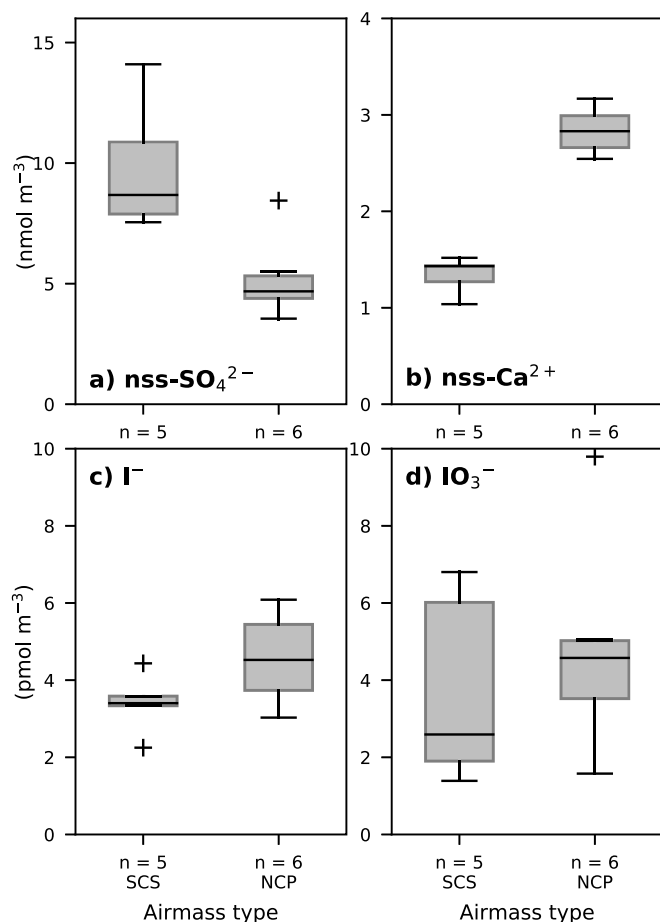 15
10
5
0
(nmol m⁻³)
a) nss-SO₄²⁻
n = 5 n = 6
4
3
2
1
0
b) nss-Ca²⁺
n = 5 n = 6
10
8
6
4
2
0
(pmol m⁻³)
c) I⁻
n = 5 n = 6
SCS NCP
Airmass type
10
8
6
4
2
0
d) IO₃⁻
n = 5 n = 6
SCS NCP
Airmass type